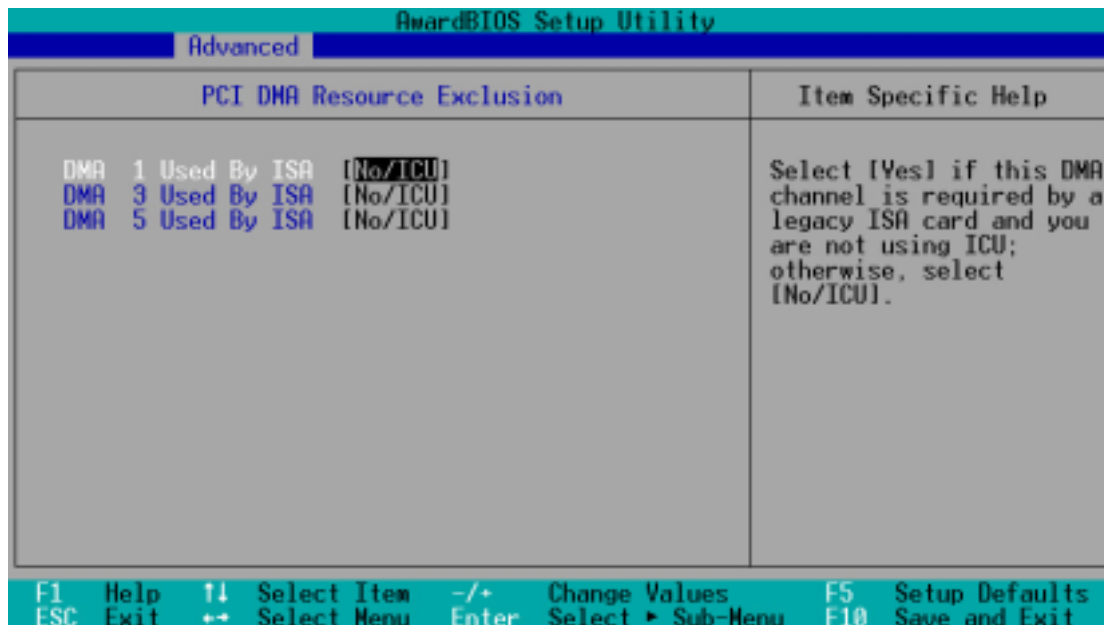 AwardBIOS Setup Utility
Advanced
PCI DMA Resource Exclusion
Item Specific Help
DMA 1 Used By ISA [No/ICU]
DMA 3 Used By ISA [No/ICU]
DMA 5 Used By ISA [No/ICU]
Select [Yes] if this DMA
channel is required by a
legacy ISA card and you
are not using ICU;
otherwise, select
[No/ICU].
F1 Help ↑↓ Select Item -/+ Change Values F5 Setup Defaults
ESC Exit ←→ Select Menu Enter Select ► Sub-Menu F10 Save and Exit